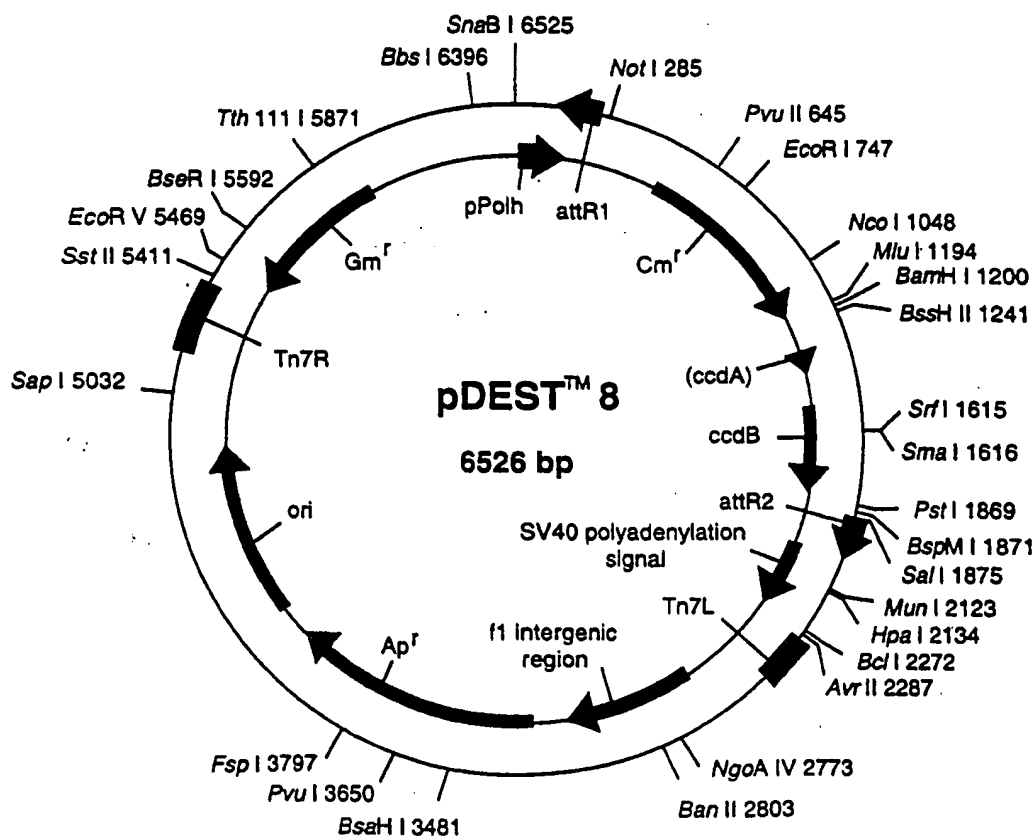 SnaB I 6525
Bbs I 6396
Not I 285
Tth 111 I 5871
Pvu II 645
EcoR I 747
BseR I 5592
EcoR V 5469
Sst II 5411
pPolh
attR1
Gmʳ
Cmʳ
Nco I 1048
Mlu I 1194
BamH I 1200
BssH II 1241
Tn7R
Sap I 5032
(ccdA)
pDEST™ 8
6526 bp
ccdB
Srf I 1615
Sma I 1616
attR2
ori
SV40 polyadenylation
signal
Pst I 1869
BspM I 1871
Sal I 1875
Tn7L
Mun I 2123
Hpa I 2134
Bcl I 2272
Avr II 2287
f1 intergenic
region
Apʳ
Fsp I 3797
Pvu I 3650
BsaH I 3481
NgoA IV 2773
Ban II 2803